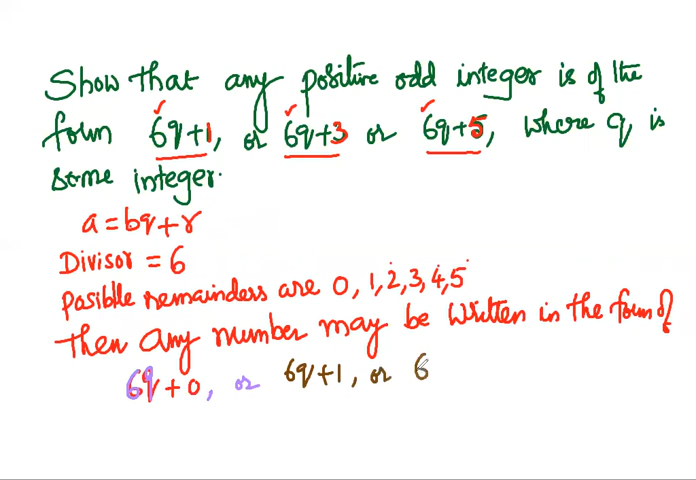 Show that any positive odd integer is of the
form 6q+1, or 6q+3 or 6q+5, where q is
some integer.
a = bq + r
Divisor = 6
Possible remainders are 0, 1, 2, 3, 4, 5
then any number may be written in the form of
6q + 0, or 6q+1, or 6